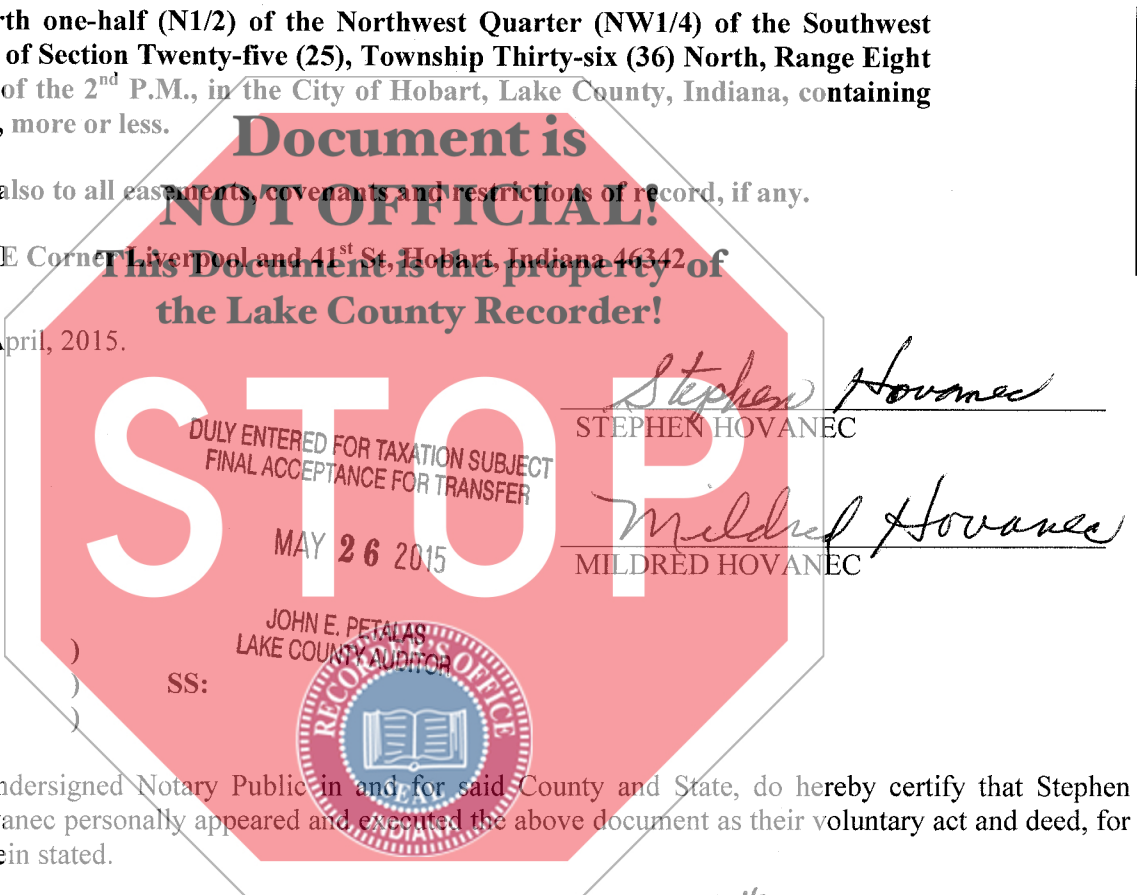 rth one-half (N1/2) of the Northwest Quarter (NW1/4) of the Southwest
of Section Twenty-five (25), Township Thirty-six (36) North, Range Eight
of the 2nd P.M., in the City of Hobart, Lake County, Indiana, containing
, more or less.
Document is
also to all easements, covenants and restrictions of record, if any.
NOT OFFICIAL!
E Corner Liverpool and 41st St, Hobart, Indiana 46342
This Document is the property of
the Lake County Recorder!
pril, 2015.
STOP
Stephen Hovanec
STEPHEN HOVANEC
DULY ENTERED FOR TAXATION SUBJECT
FINAL ACCEPTANCE FOR TRANSFER
Mildred Hovanec
MAY 26 2015
MILDRED HOVANEC
JOHN E. PETALAS
LAKE COUNTY AUDITOR
)
) SS:
)
RECORDER'S OFFICE
SEAL
INDIANA
ndersigned Notary Public in and for said County and State, do hereby certify that Stephen
vanec personally appeared and executed the above document as their voluntary act and deed, for
ein stated.